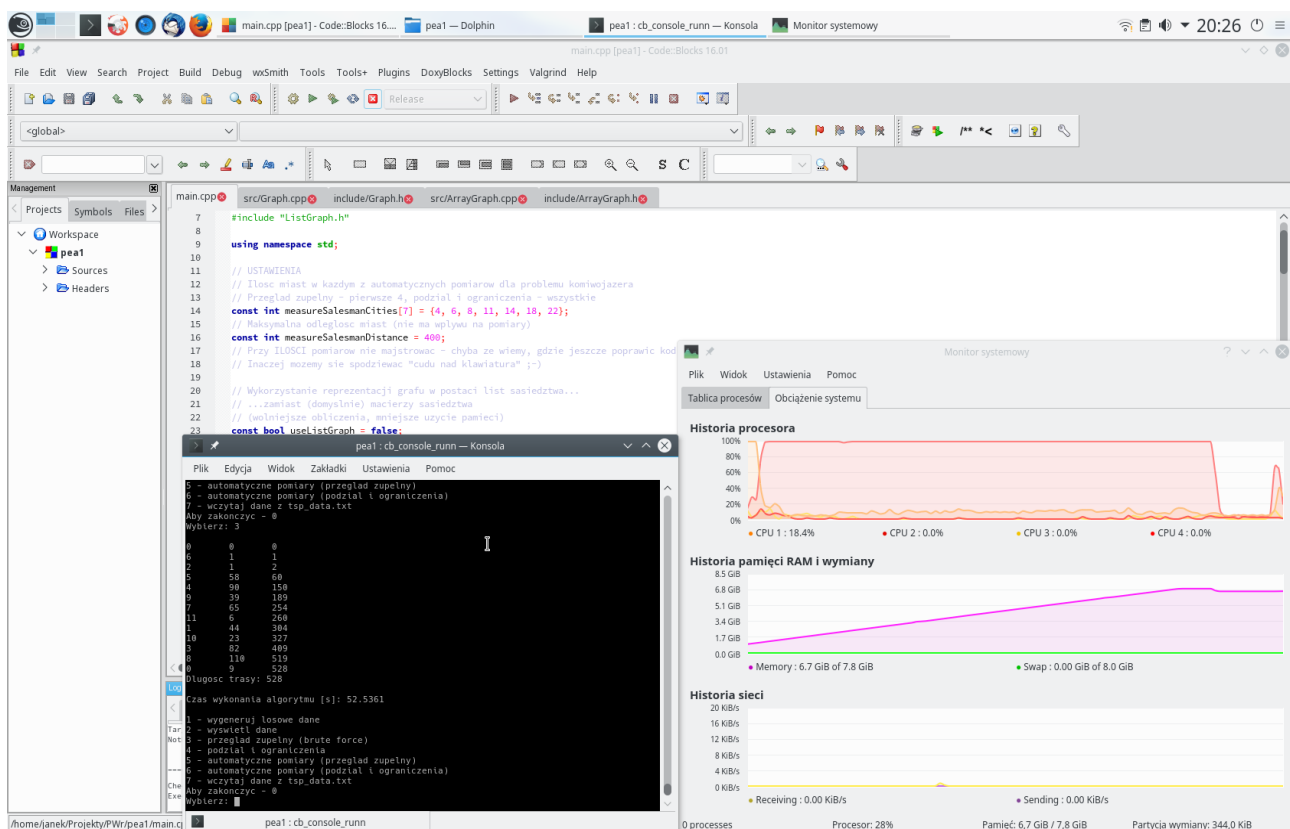 main.cpp [pea1] - Code::Blocks 16....
pea1 — Dolphin
pea1 : cb_console_runn — Konsola
Monitor systemowy
20:26
main.cpp [pea1] - Code::Blocks 16.01
File Edit View Search Project Build Debug wxSmith Tools Tools+ Plugins DoxyBlocks Settings Valgrind Help
Release
<global>
/** *<
Aa .*
S C
Management
Projects Symbols Files
Workspace
pea1
Sources
Headers
main.cpp src/Graph.cpp include/Graph.h src/ArrayGraph.cpp include/ArrayGraph.h
7 #include "ListGraph.h"
8
9 using namespace std;
10
11 // USTAWIENIA
12 // Ilosc miast w kazdym z automatycznych pomiarow dla problemu komiwojazera
13 // Przeglad zupelny - pierwsze 4, podzial i ograniczenia - wszystkie
14 const int measureSalesmanCities[7] = {4, 6, 8, 11, 14, 18, 22};
15 // Maksymalna odleglosc miast (nie ma wplywu na pomiary)
16 const int measureSalesmanDistance = 400;
17 // Przy ILOSCI pomiarow nie majstrowac - chyba ze wiemy, gdzie jeszcze poprawic kod
18 // Inaczej mozemy sie spodziewac "cudu nad klawiatura" ;-)
19
20 // Wykorzystanie reprezentacji grafu w postaci list sasiedztwa...
21 // ...zamiast (domyslnie) macierzy sasiedztwa
22 // (wolniejsze obliczenia, mniejsze uzycie pamieci)
23 const bool useListGraph = false;
pea1 : cb_console_runn — Konsola
Plik Edycja Widok Zakładki Ustawienia Pomoc
5 - automatyczne pomiary (przeglad zupelny)
6 - automatyczne pomiary (podzial i ograniczenia)
7 - wczytaj dane z tsp_data.txt
Aby zakonczyc - 0
Wybierz: 3
0 0 0
6 1 1
2 1 2
5 58 60
4 90 150
9 39 189
7 65 254
11 6 260
1 44 304
10 23 327
3 82 409
8 110 519
0 9 528
Dlugosc trasy: 528
Czas wykonania algorytmu [s]: 52.5361
1 - wygeneruj losowe dane
2 - wyswietl dane
3 - przeglad zupelny (brute force)
4 - podzial i ograniczenia
5 - automatyczne pomiary (przeglad zupelny)
6 - automatyczne pomiary (podzial i ograniczenia)
7 - wczytaj dane z tsp_data.txt
Aby zakonczyc - 0
Wybierz:
Log
Tar
Not
Che
Exe
Monitor systemowy
Plik Widok Ustawienia Pomoc
Tablica procesów Obciążenie systemu
Historia procesora
100%
80%
60%
40%
20%
0%
CPU 1 : 18.4% CPU 2 : 0.0% CPU 3 : 0.0% CPU 4 : 0.0%
Historia pamięci RAM i wymiany
8.5 GiB
6.8 GiB
5.1 GiB
3.4 GiB
1.7 GiB
0.0 GiB
Memory : 6.7 GiB of 7.8 GiB Swap : 0.00 GiB of 8.0 GiB
Historia sieci
20 KiB/s
16 KiB/s
12 KiB/s
8 KiB/s
4 KiB/s
0 KiB/s
Receiving : 0.00 KiB/s Sending : 0.00 KiB/s
0 processes Procesor: 28% Pamięć: 6,7 GiB / 7,8 GiB Partycja wymiany: 344,0 KiB
/home/janek/Projekty/PWr/pea1/main.c
pea1 : cb_console_runn